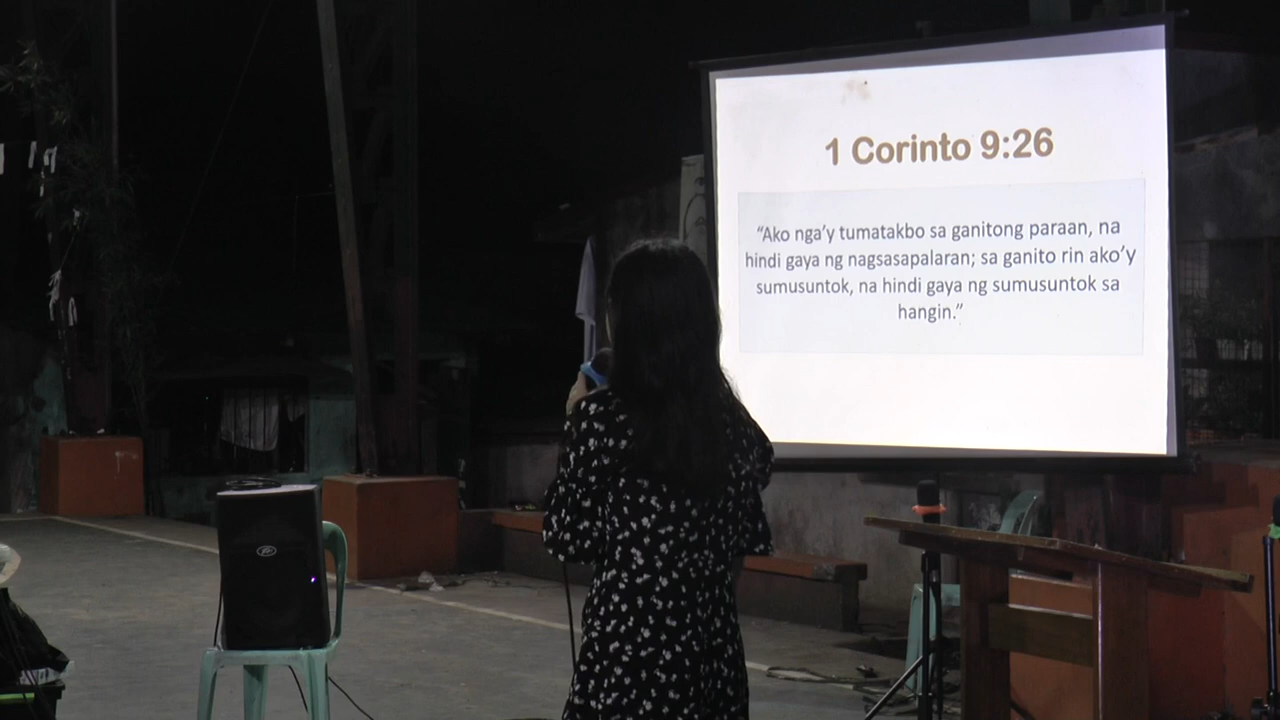 1 Corinto 9:26
“Ako nga’y tumatakbo sa ganitong paraan, na
hindi gaya ng nagsasapalaran; sa ganito rin ako’y
sumusuntok, na hindi gaya ng sumusuntok sa
hangin.”